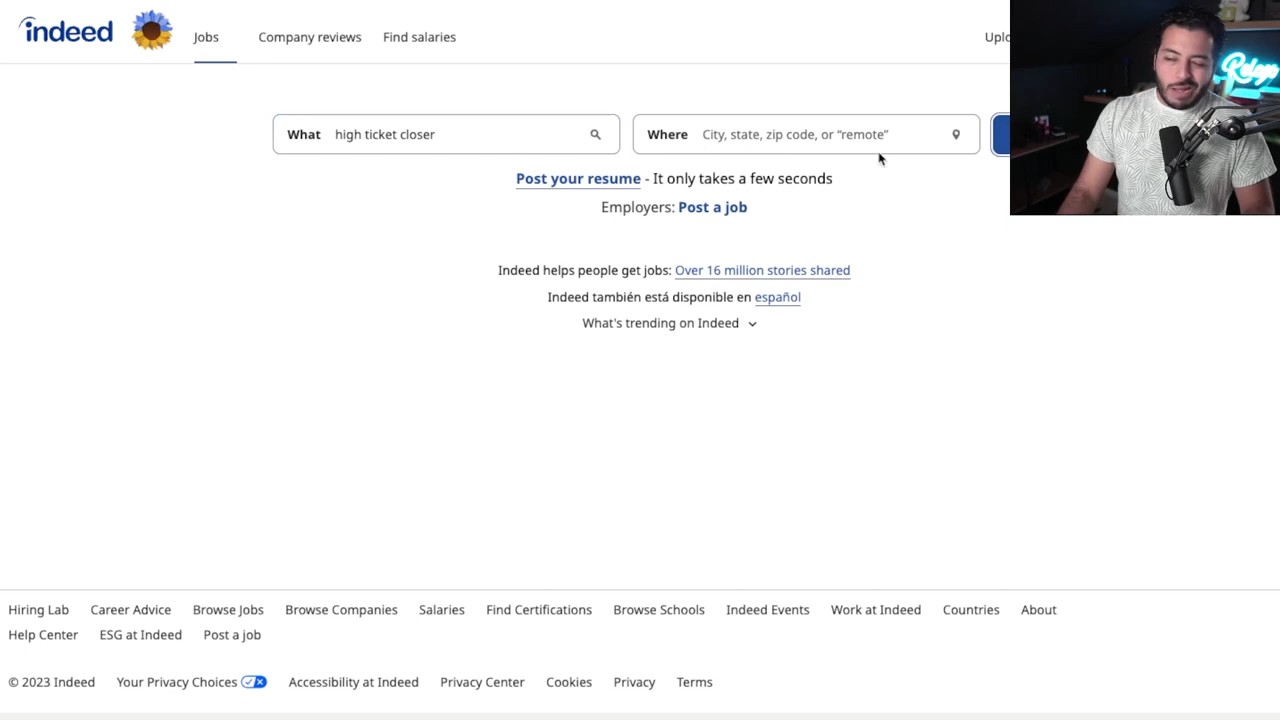 indeed
Jobs
Company reviews
Find salaries
Uplo
What
high ticket closer
Where
City, state, zip code, or “remote”
Post your resume - It only takes a few seconds
Employers: Post a job
Indeed helps people get jobs: Over 16 million stories shared
Indeed también está disponible en español
What's trending on Indeed
Hiring Lab
Career Advice
Browse Jobs
Browse Companies
Salaries
Find Certifications
Browse Schools
Indeed Events
Work at Indeed
Countries
About
Help Center
ESG at Indeed
Post a job
© 2023 Indeed
Your Privacy Choices
Accessibility at Indeed
Privacy Center
Cookies
Privacy
Terms
Relax